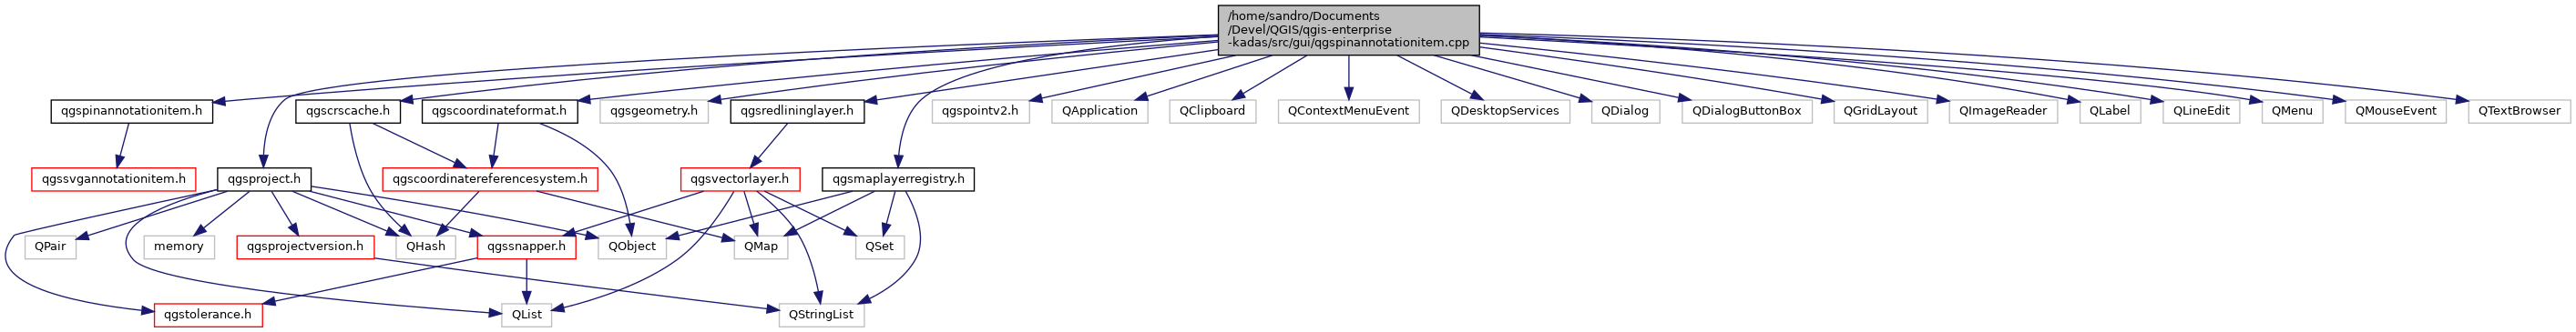 /home/sandro/Documents
/Devel/QGIS/qgis-enterprise
-kadas/src/gui/qgspinannotationitem.cpp
qgspinannotationitem.h
qgscrscache.h
qgscoordinateformat.h
qgsgeometry.h
qgsredlininglayer.h
qgspointv2.h
QApplication
QClipboard
QContextMenuEvent
QDesktopServices
QDialog
QDialogButtonBox
QGridLayout
QImageReader
QLabel
QLineEdit
QMenu
QMouseEvent
QTextBrowser
qgssvgannotationitem.h
qgsproject.h
qgscoordinatereferencesystem.h
qgsvectorlayer.h
qgsmaplayerregistry.h
QPair
memory
qgsprojectversion.h
QHash
qgssnapper.h
QObject
QMap
QSet
qgstolerance.h
QList
QStringList